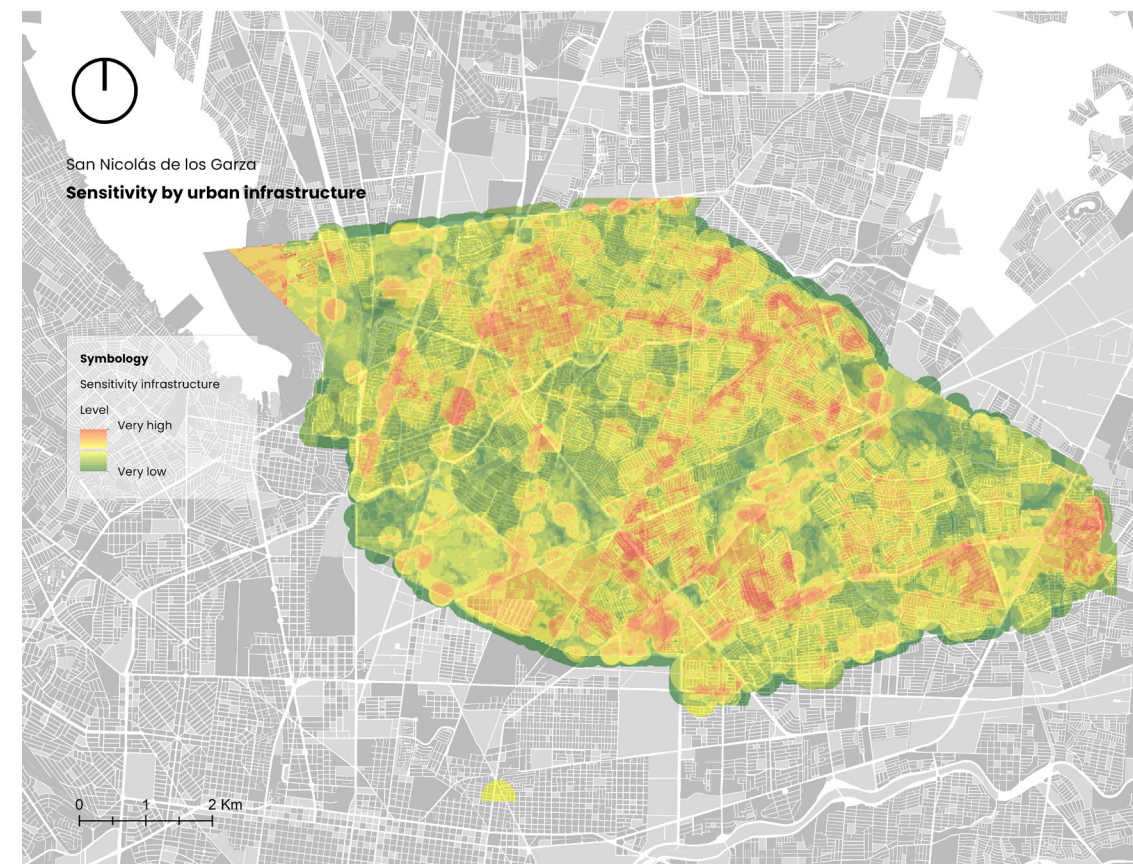 San Nicolás de los Garza
Sensitivity by urban infrastructure
Symbology
Sensitivity infrastructure
Level
Very high
Very low
0 1 2 Km